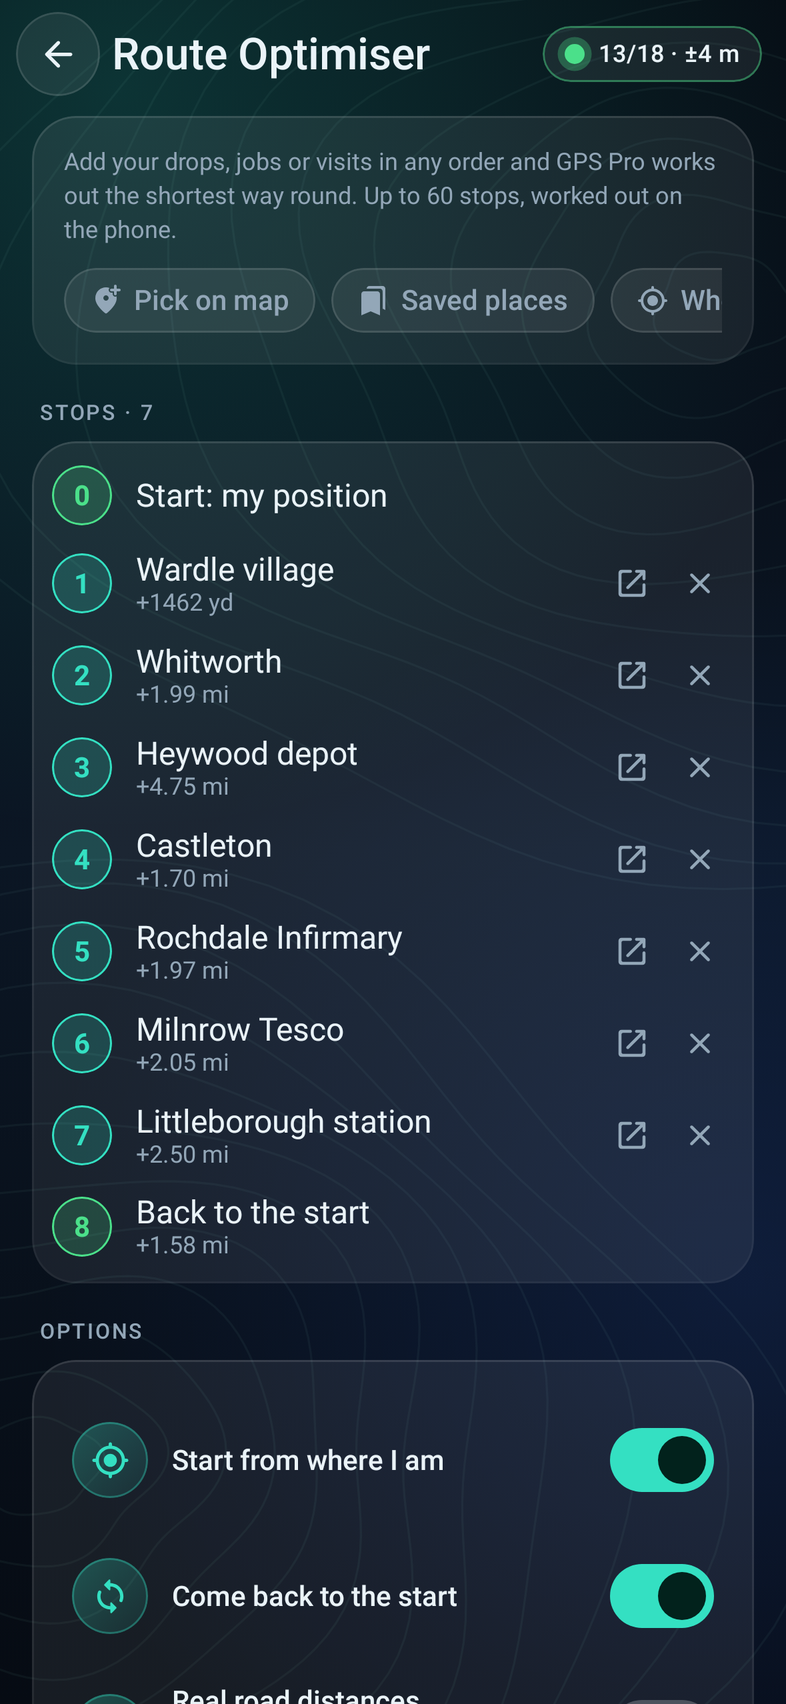 Route Optimiser
13/18 · ±4 m
Add your drops, jobs or visits in any order and GPS Pro works
out the shortest way round. Up to 60 stops, worked out on
the phone.
Pick on map
Saved places
Wh
STOPS · 7
0
Start: my position
1
Wardle village
+1462 yd
2
Whitworth
+1.99 mi
3
Heywood depot
+4.75 mi
4
Castleton
+1.70 mi
5
Rochdale Infirmary
+1.97 mi
6
Milnrow Tesco
+2.05 mi
7
Littleborough station
+2.50 mi
8
Back to the start
+1.58 mi
OPTIONS
Start from where I am
Come back to the start
Real road distances